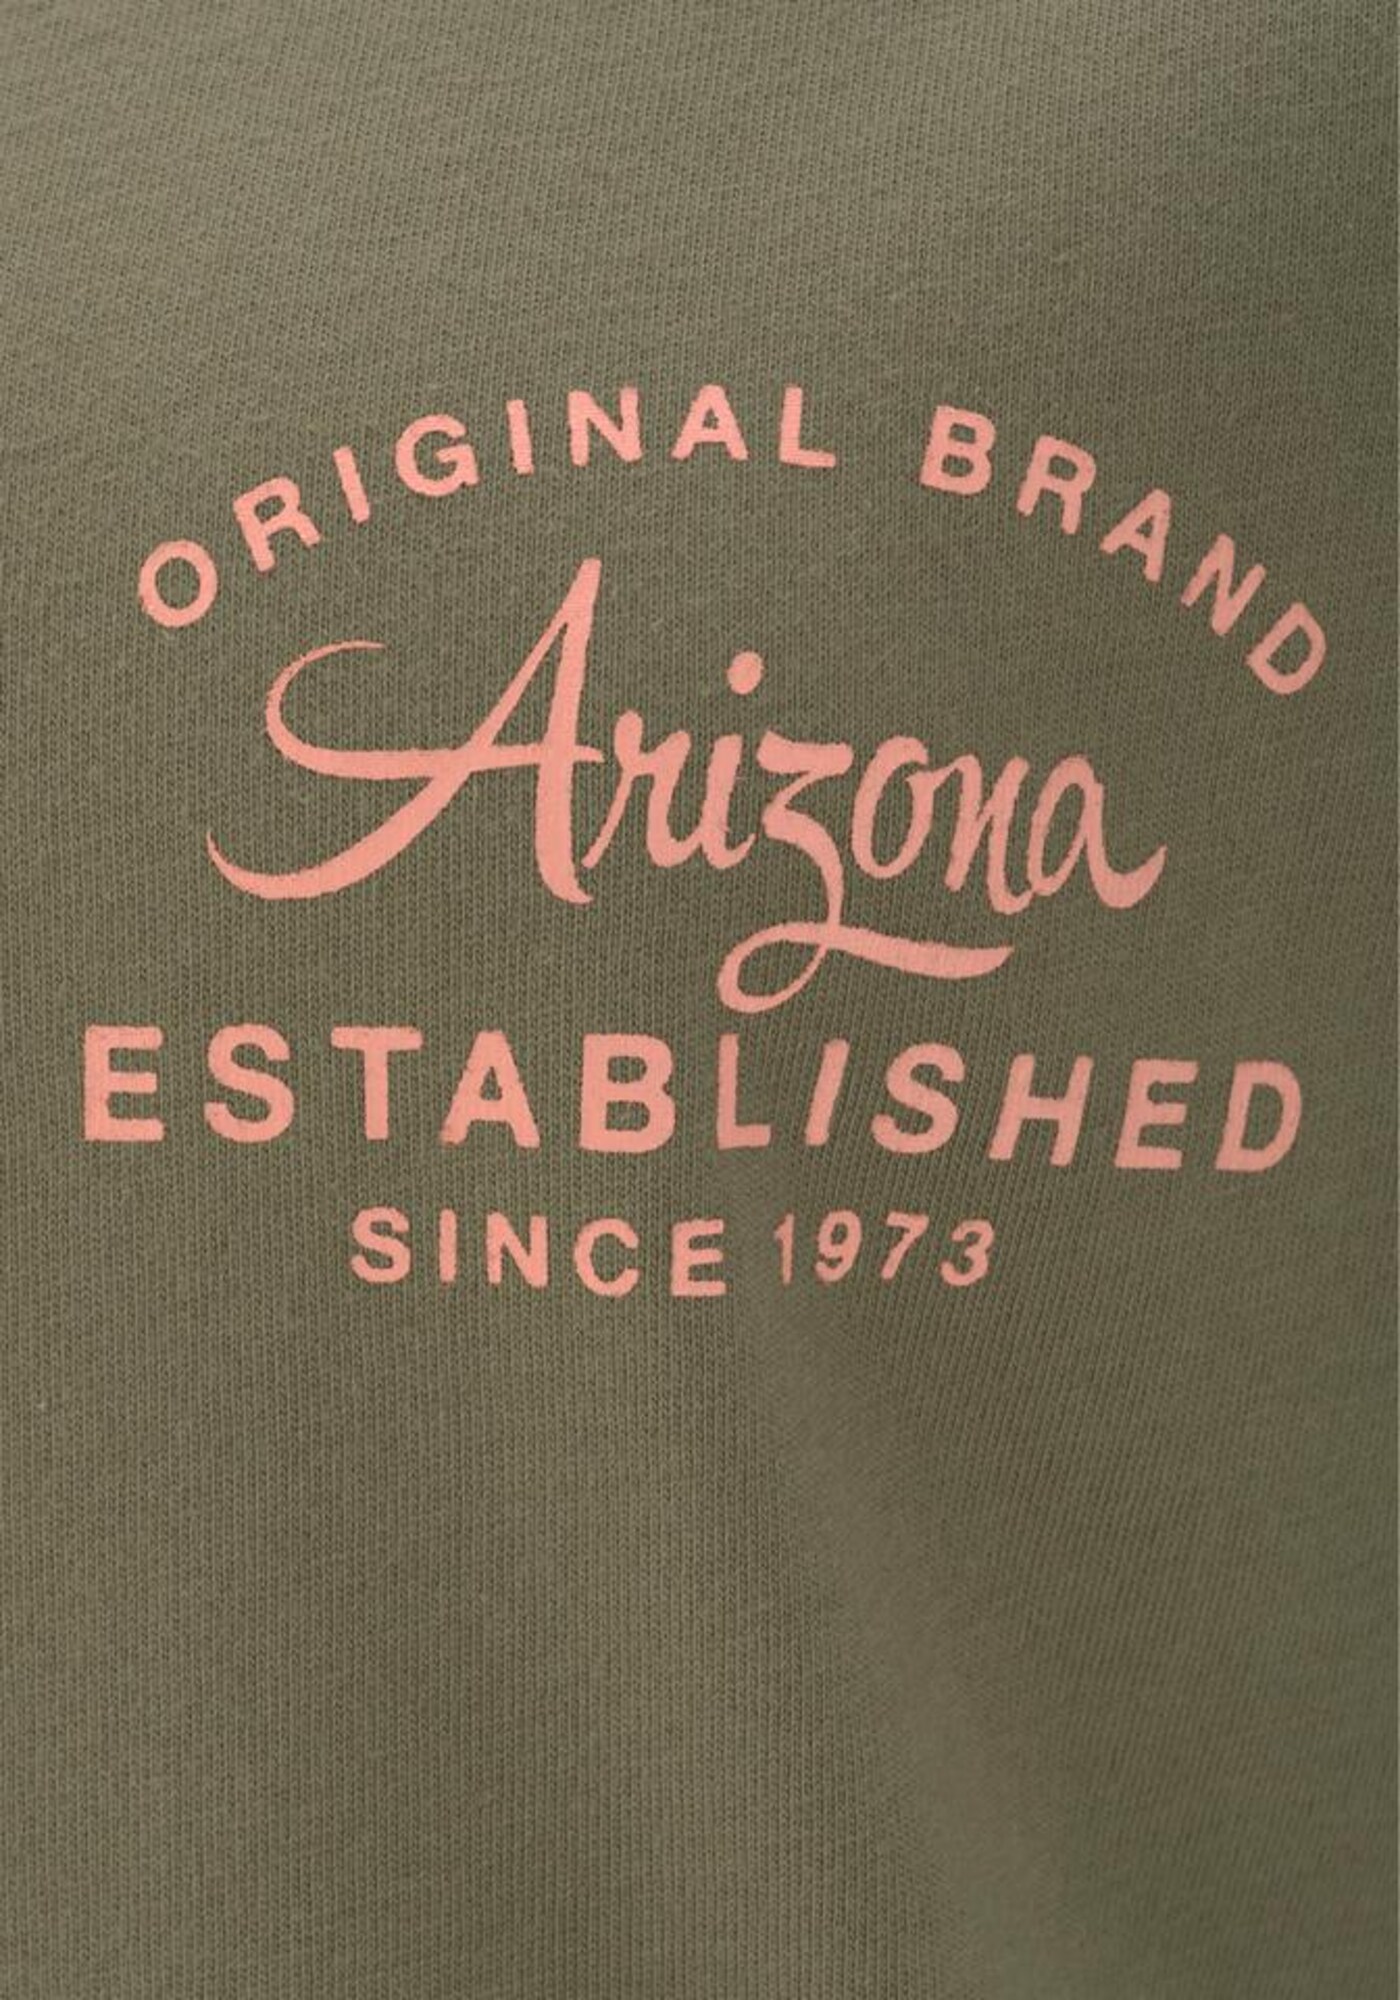 ORIGINAL BRAND
Arizona
ESTABLISHED
SINCE 1973